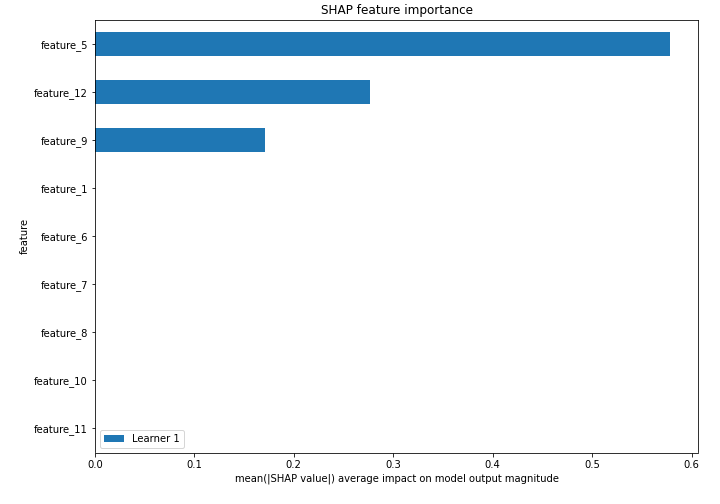 SHAP feature importance
feature_5
feature_12
feature_9
feature_1
feature_6
feature_7
feature_8
feature_10
feature_11
feature
Learner 1
0.0 0.1 0.2 0.3 0.4 0.5 0.6
mean(|SHAP value|) average impact on model output magnitude